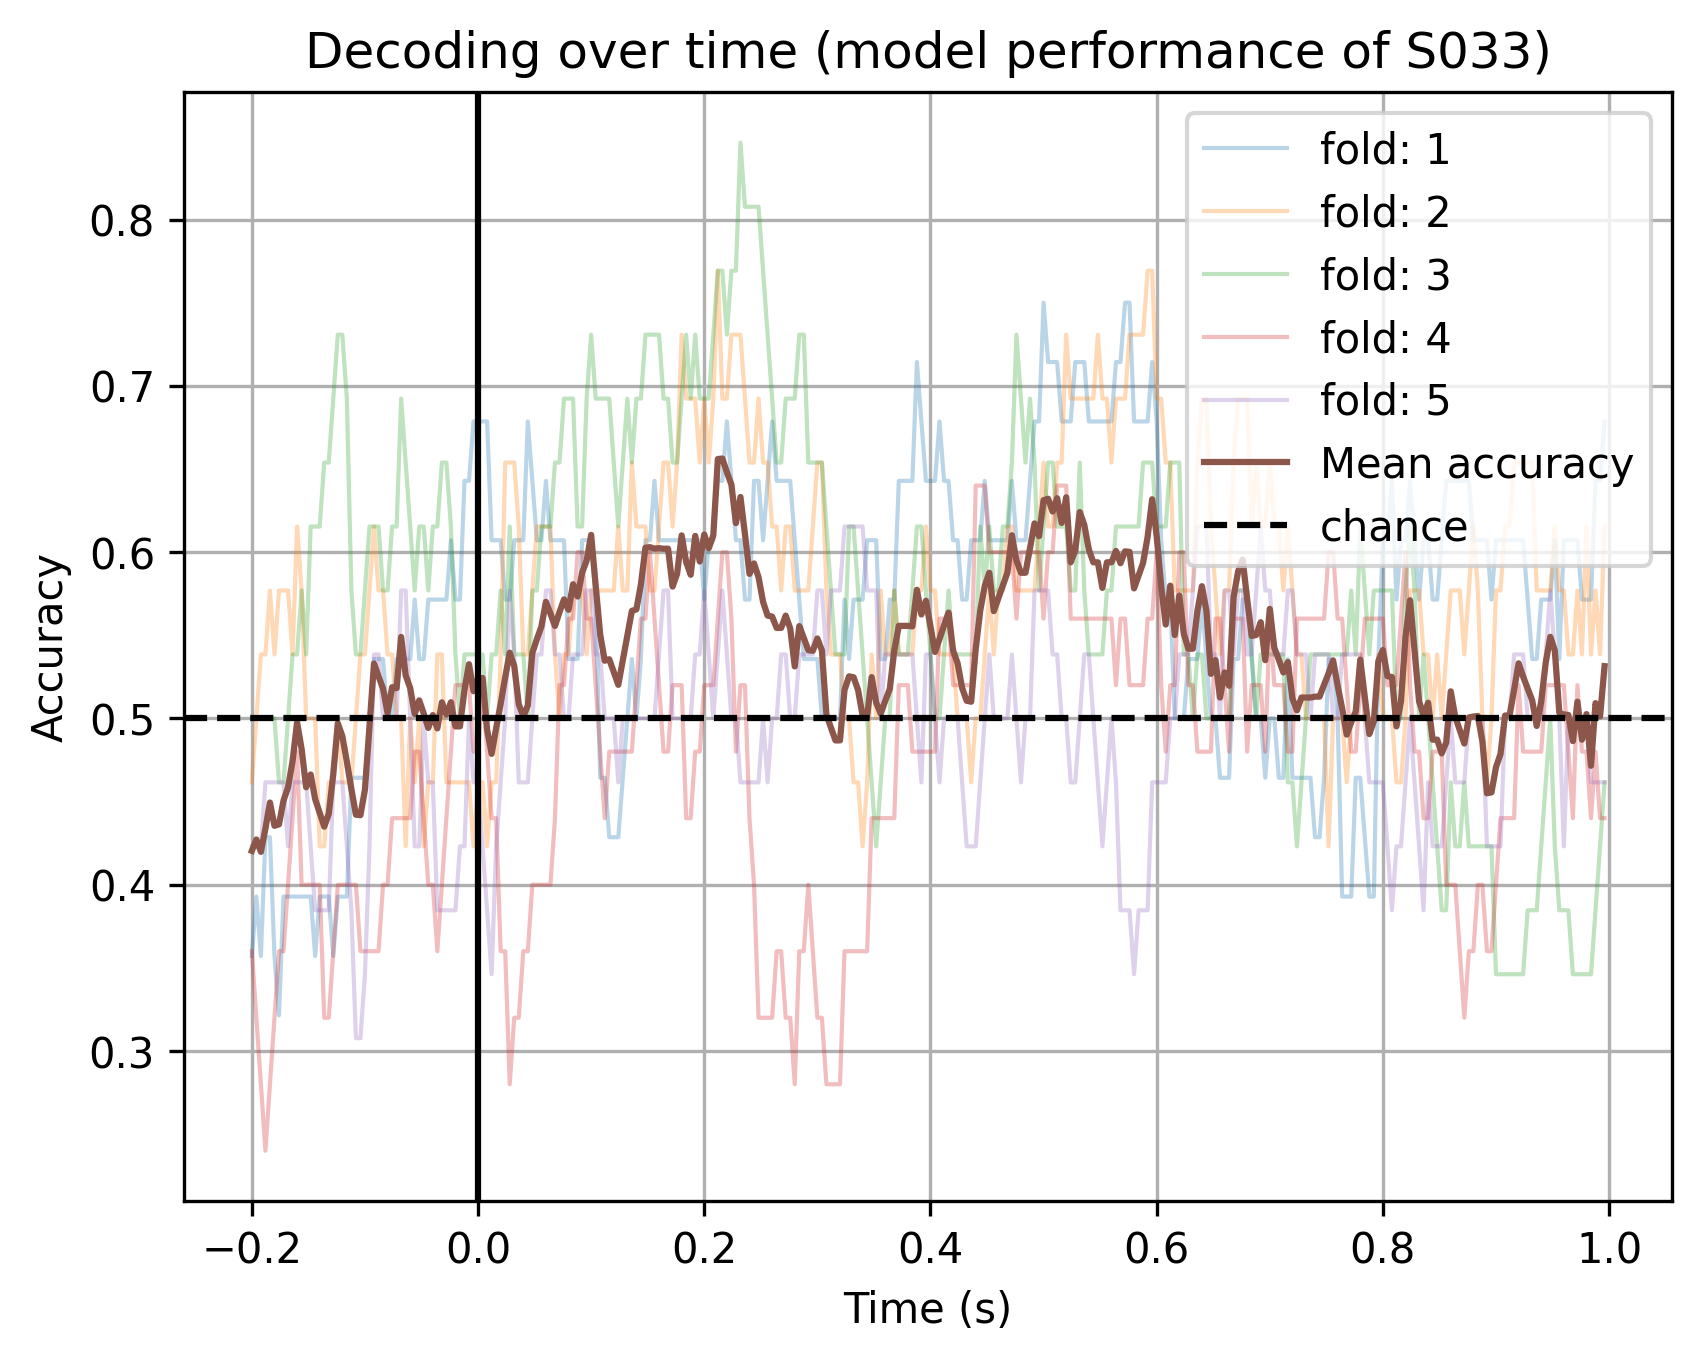 Decoding over time (model performance of S033)
fold: 1
fold: 2
fold: 3
fold: 4
fold: 5
Mean accuracy
chance
Accuracy
0.8
0.7
0.6
0.5
0.4
0.3
−0.2 0.0 0.2 0.4 0.6 0.8 1.0
Time (s)